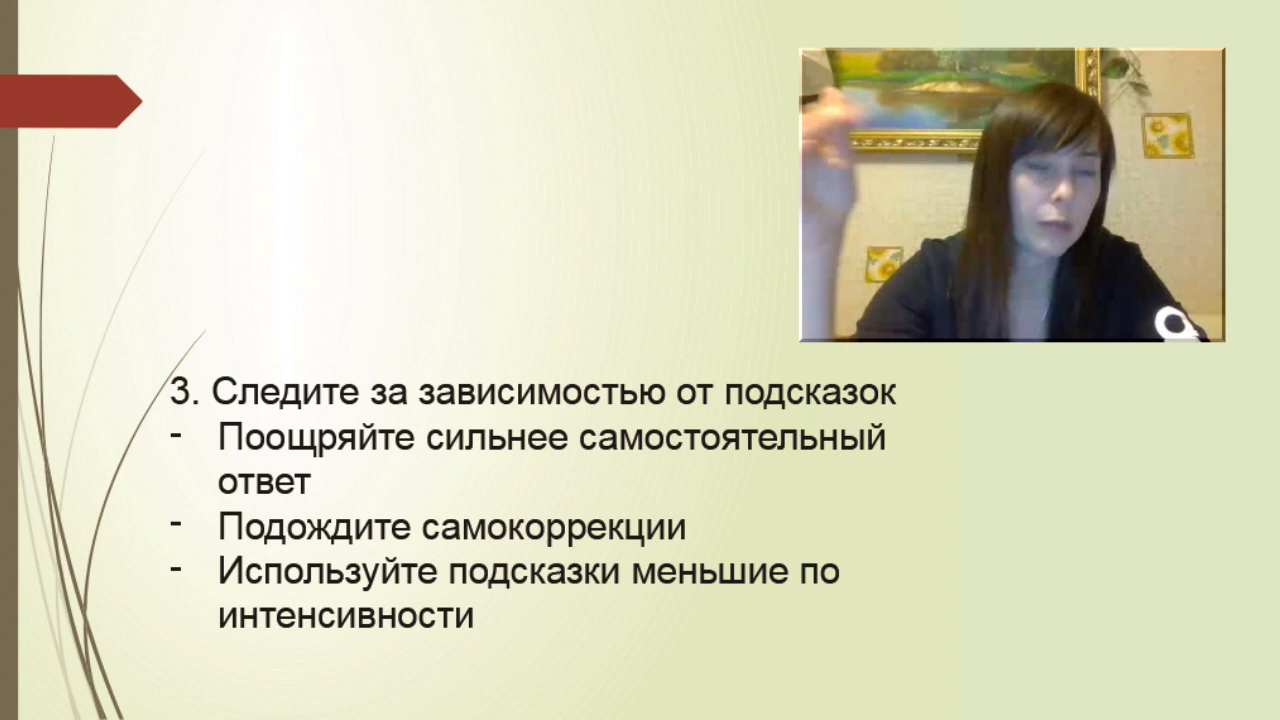 3. Следите за зависимостью от подсказок
- Поощряйте сильнее самостоятельный
ответ
- Подождите самокоррекции
- Используйте подсказки меньшие по
интенсивности